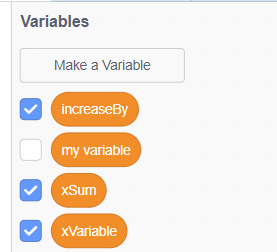 Variables
Make a Variable
increaseBy
my variable
xSum
xVariable